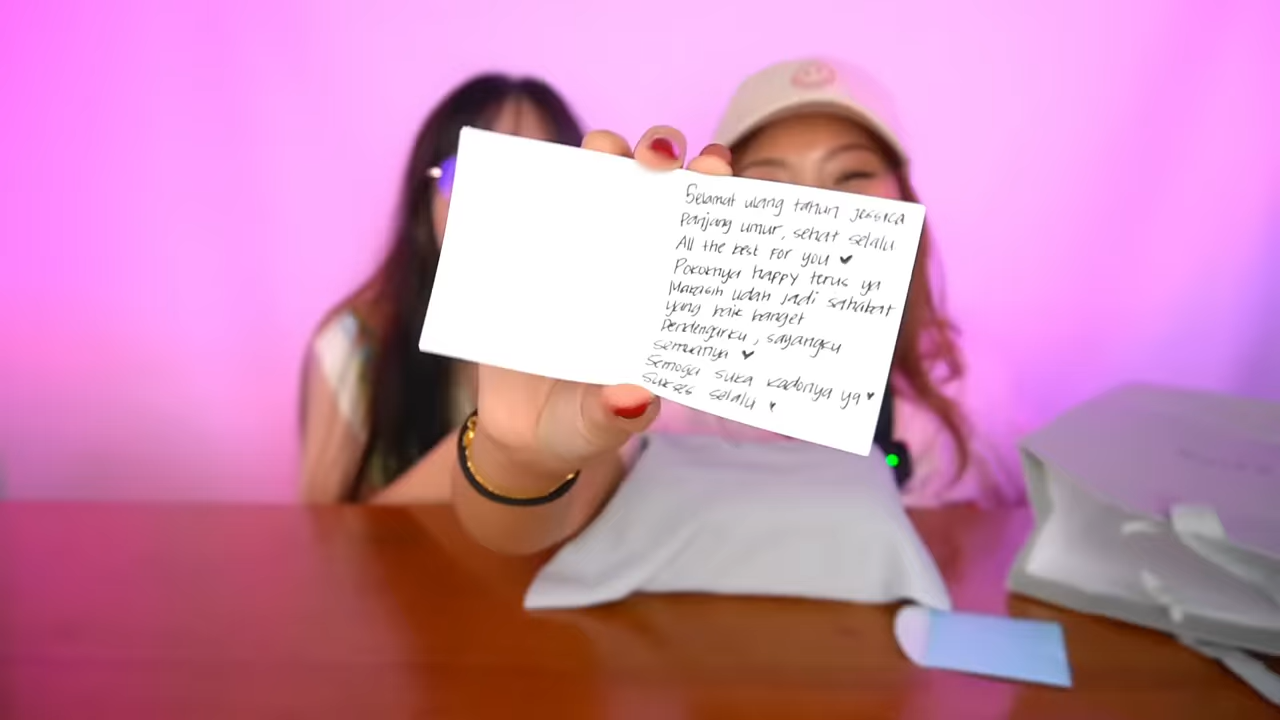 Selamat ulang tahun Jessica
Panjang umur, sehat selalu
All the best for you ♥
Pokoknya happy terus ya
Makasih udah jadi sahabat
yang baik banget
Pendengarku, sayangku
semuanya ♥
Semoga suka kadonya ya ♥
Sukses selalu ♥